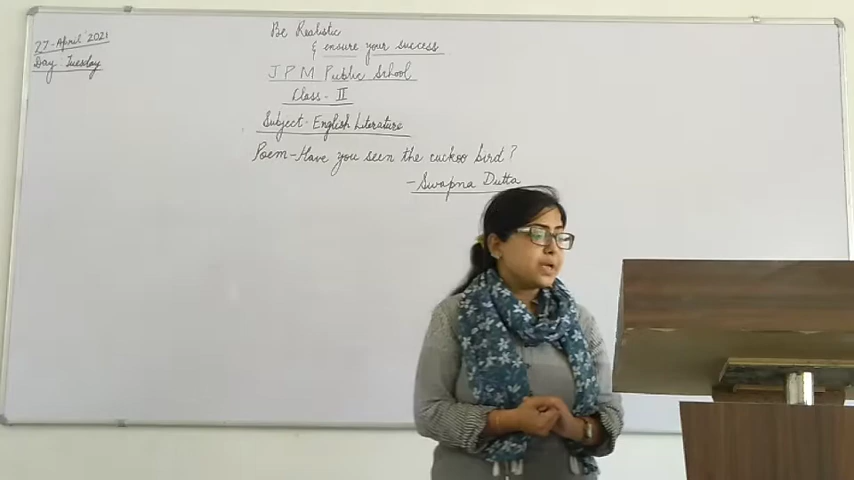 27-April'2021
Day Tuesday
Be Realistic
& ensure your success
JPM Public School
Class - II
Subject - English Literature
Poem - Have you seen the cuckoo bird?
- Swapna Dutta